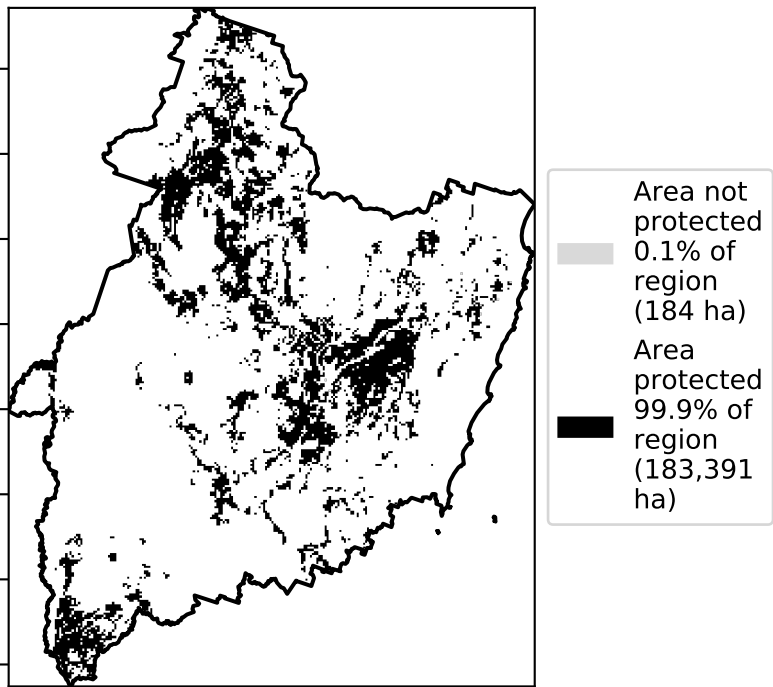 Area not
protected
0.1% of
region
(184 ha)
Area
protected
99.9% of
region
(183,391
ha)